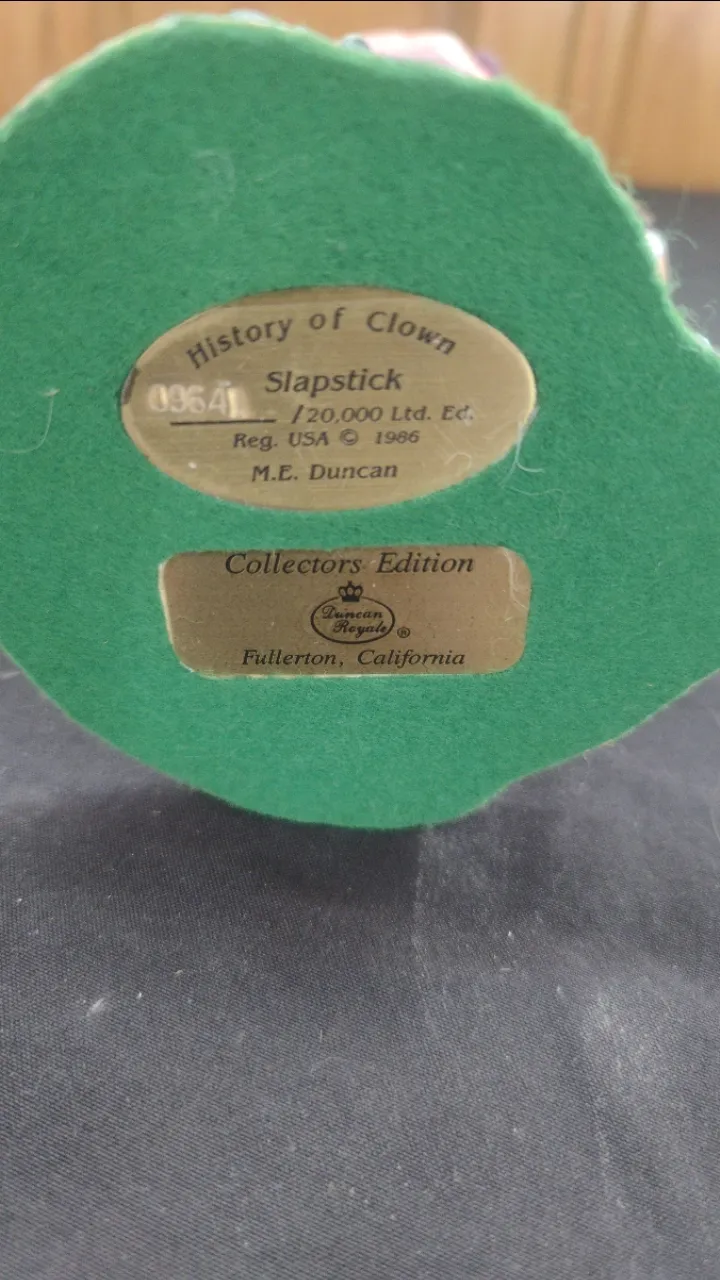 History of Clown
Slapstick
/20,000 Ltd. Ed.
Reg. USA © 1986
M.E. Duncan
Collectors Edition
Duncan
Royale ®
Fullerton, California